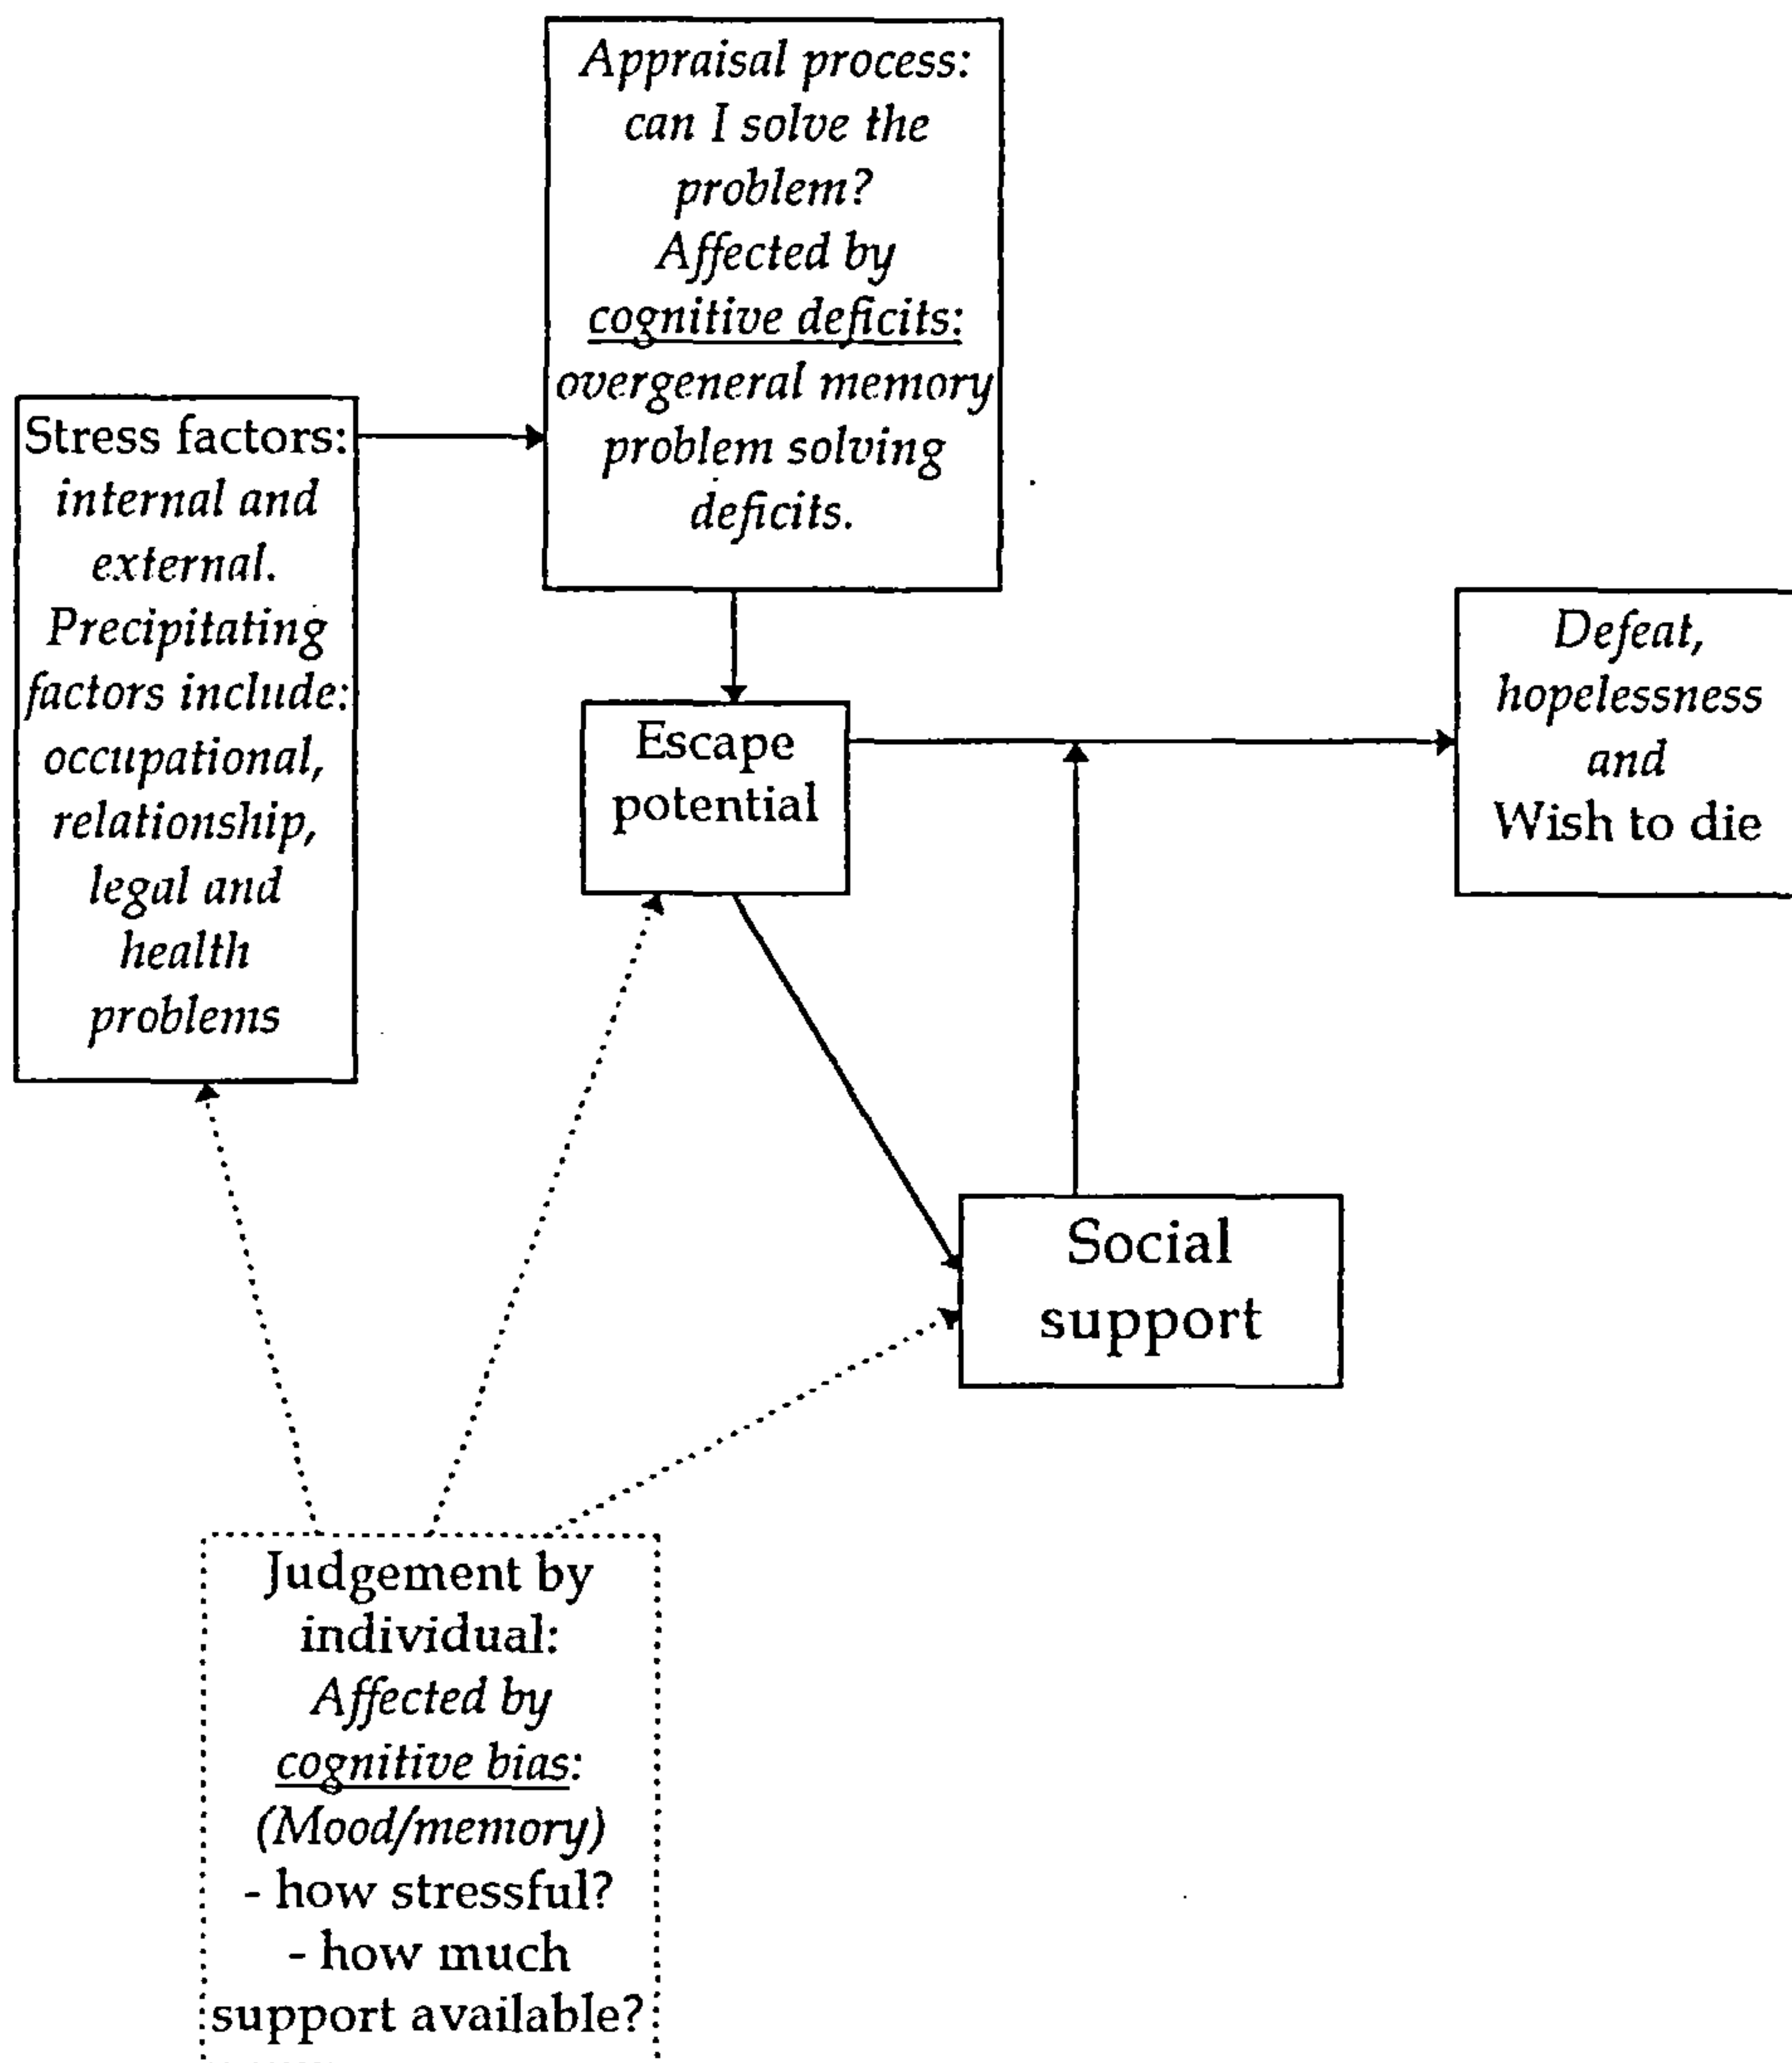 Appraisal process:
can I solve the
problem?
Affected by
cognitive deficits:
overgeneral memory
problem solving
deficits.
Stress factors:
internal and
external.
Precipitating
factors include:
occupational,
relationship,
legal and
health
problems
Escape
potential
Defeat,
hopelessness
and
Wish to die
Social
support
Judgement by
individual:
Affected by
cognitive bias:
(Mood/memory)
- how stressful?
- how much
support available?